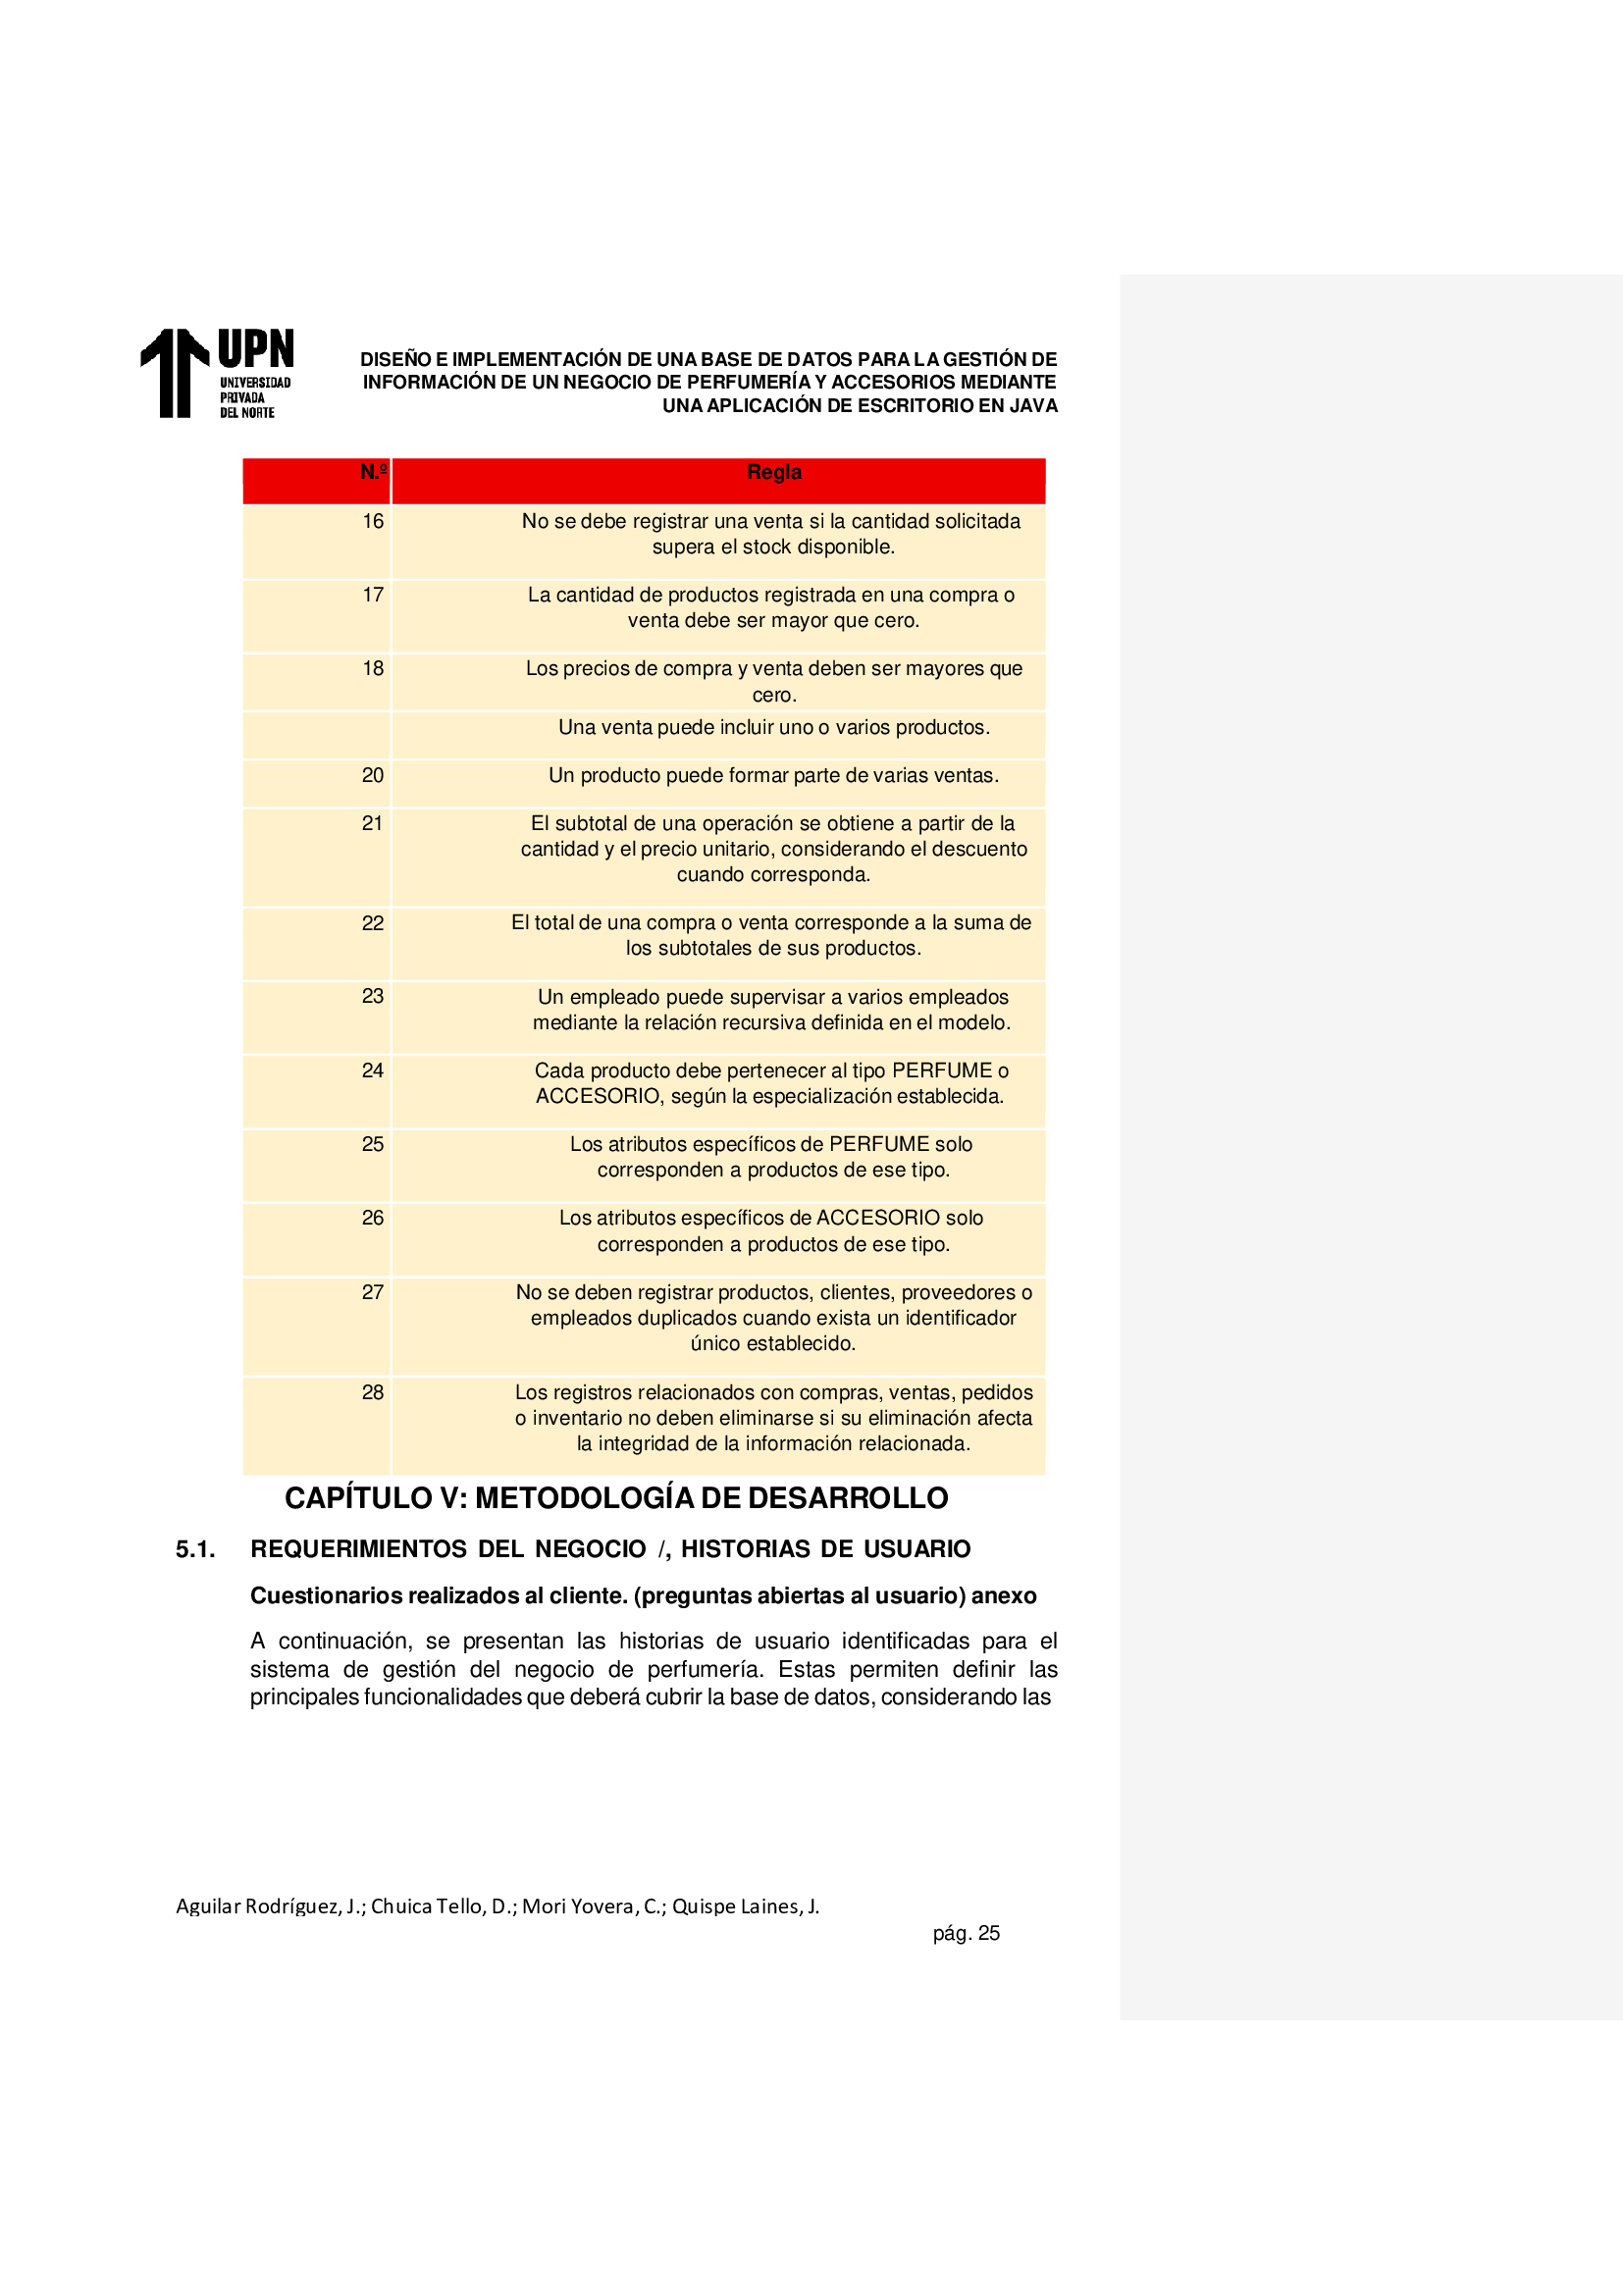 UPN
UNIVERSIDAD
PRIVADA
DEL NORTE
DISEÑO E IMPLEMENTACIÓN DE UNA BASE DE DATOS PARA LA GESTIÓN DE
INFORMACIÓN DE UN NEGOCIO DE PERFUMERÍA Y ACCESORIOS MEDIANTE
UNA APLICACIÓN DE ESCRITORIO EN JAVA
N.º Regla
16 No se debe registrar una venta si la cantidad solicitada
supera el stock disponible.
17 La cantidad de productos registrada en una compra o
venta debe ser mayor que cero.
18 Los precios de compra y venta deben ser mayores que
cero.
Una venta puede incluir uno o varios productos.
20 Un producto puede formar parte de varias ventas.
21 El subtotal de una operación se obtiene a partir de la
cantidad y el precio unitario, considerando el descuento
cuando corresponda.
22 El total de una compra o venta corresponde a la suma de
los subtotales de sus productos.
23 Un empleado puede supervisar a varios empleados
mediante la relación recursiva definida en el modelo.
24 Cada producto debe pertenecer al tipo PERFUME o
ACCESORIO, según la especialización establecida.
25 Los atributos específicos de PERFUME solo
corresponden a productos de ese tipo.
26 Los atributos específicos de ACCESORIO solo
corresponden a productos de ese tipo.
27 No se deben registrar productos, clientes, proveedores o
empleados duplicados cuando exista un identificador
único establecido.
28 Los registros relacionados con compras, ventas, pedidos
o inventario no deben eliminarse si su eliminación afecta
la integridad de la información relacionada.
CAPÍTULO V: METODOLOGÍA DE DESARROLLO
5.1. REQUERIMIENTOS DEL NEGOCIO /, HISTORIAS DE USUARIO
Cuestionarios realizados al cliente. (preguntas abiertas al usuario) anexo
A continuación, se presentan las historias de usuario identificadas para el
sistema de gestión del negocio de perfumería. Estas permiten definir las
principales funcionalidades que deberá cubrir la base de datos, considerando las
Aguilar Rodríguez, J.; Chuica Tello, D.; Mori Yovera, C.; Quispe Laines, J.
pág. 25